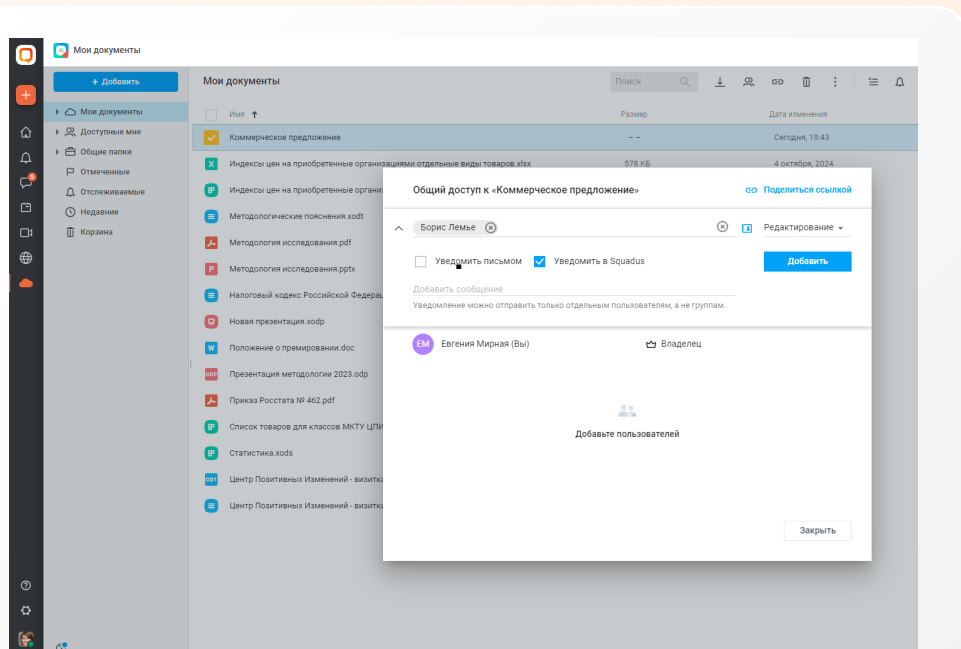 Мои документы
+ Добавить
Мои документы
Поиск
Мои документы
Доступные мне
Общие папки
Отмеченные
Отслеживаемые
Недавние
Корзина
Имя
Размер
Дата изменения
Коммерческое предложение
– –
Сегодня, 19:43
Индексы цен на приобретенные организациями отдельные виды товаров.xlsx
578 КБ
4 октября, 2024
Индексы цен на приобретенные органи
Методологические пояснения.xodt
Методология исследования.pdf
Методология исследования.pptx
Налоговый кодекс Российской Федерац
Новая презентация.xodp
Положение о премировании.doc
Презентация методологии 2023.odp
Приказ Росстата № 462.pdf
Список товаров для классов МКТУ ЦПИ
Статистика.xods
Центр Позитивных Изменений - визитка
Центр Позитивных Изменений - визитка
Общий доступ к «Коммерческое предложение»
Поделиться ссылкой
Борис Лемье
Редактирование
Уведомить письмом
Уведомить в Squadus
Добавить
Добавить сообщение
Уведомление можно отправить только отдельным пользователям, а не группам.
ЕМ
Евгения Мирная (Вы)
Владелец
Добавьте пользователей
Закрыть